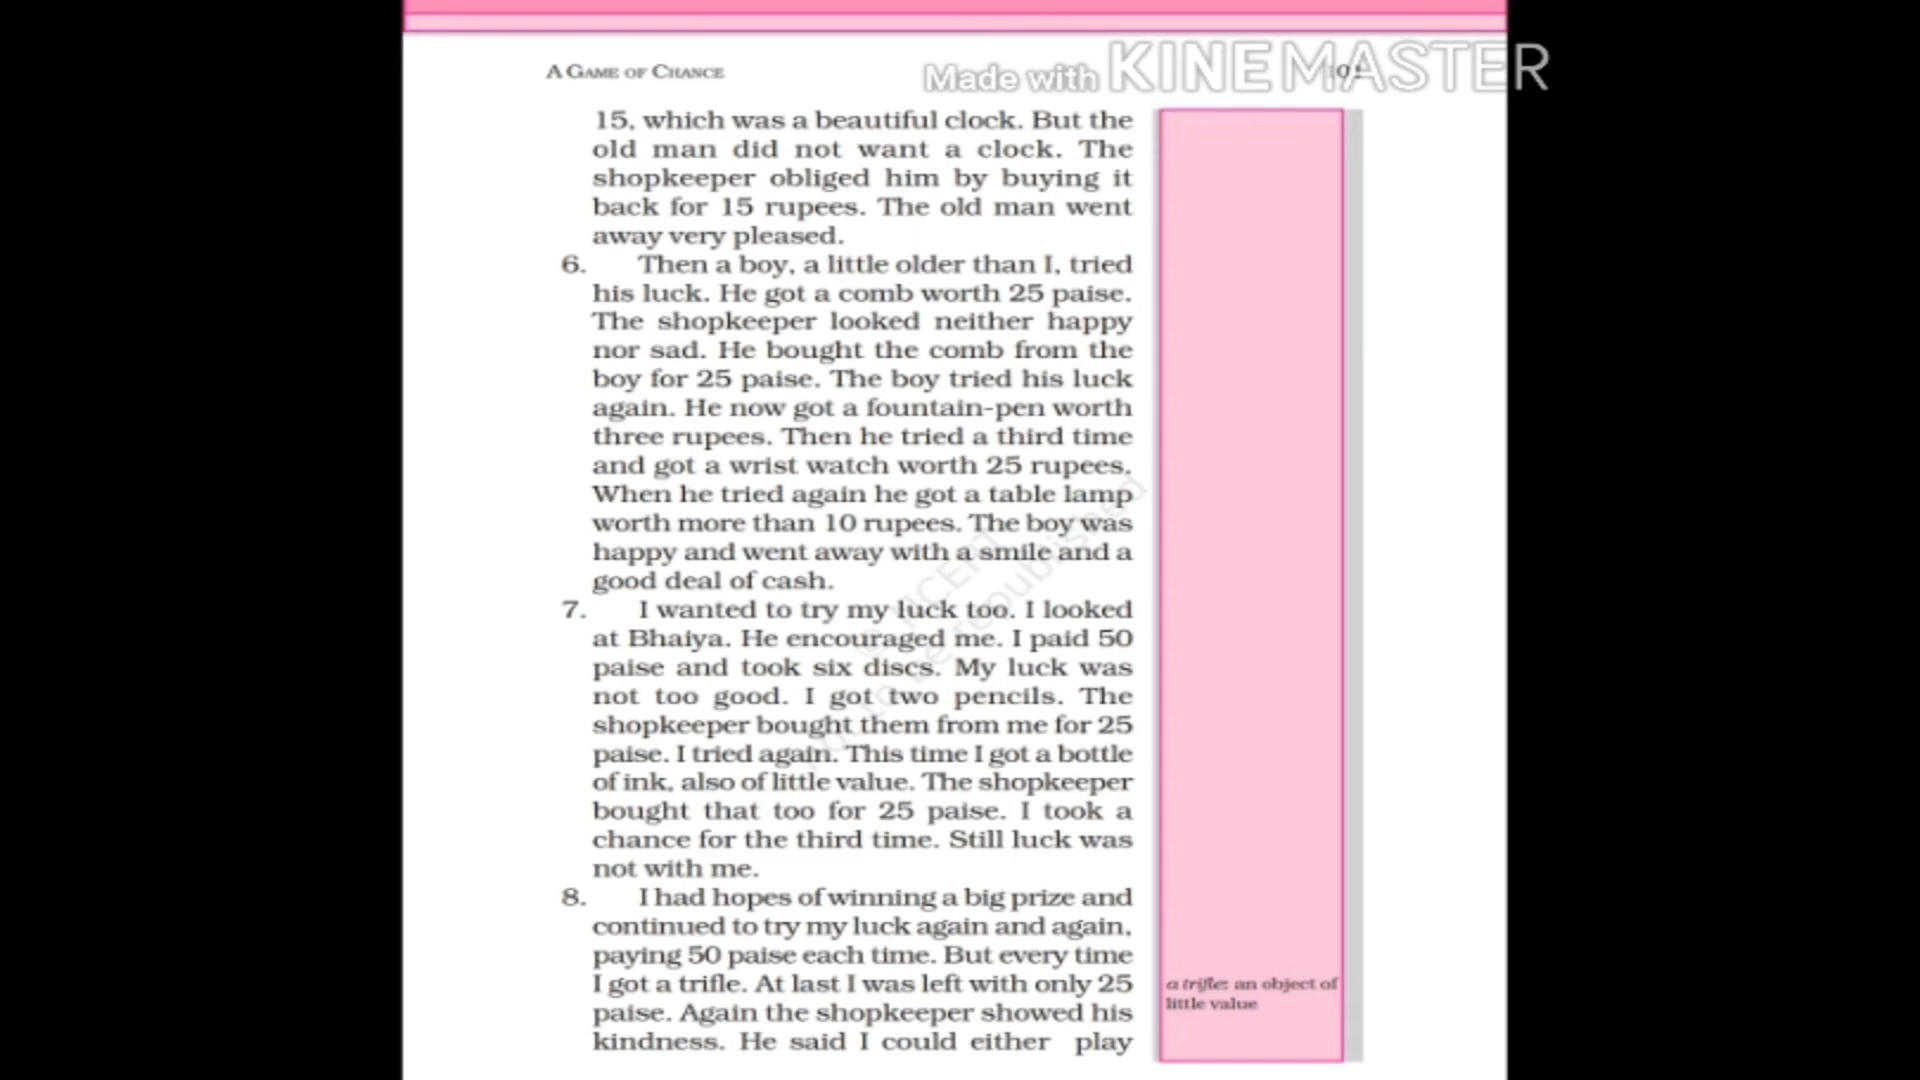 Made with KINEMASTER
A GAME OF CHANCE
15, which was a beautiful clock. But the
old man did not want a clock. The
shopkeeper obliged him by buying it
back for 15 rupees. The old man went
away very pleased.
6. Then a boy, a little older than I, tried
his luck. He got a comb worth 25 paise.
The shopkeeper looked neither happy
nor sad. He bought the comb from the
boy for 25 paise. The boy tried his luck
again. He now got a fountain-pen worth
three rupees. Then he tried a third time
and got a wrist watch worth 25 rupees.
When he tried again he got a table lamp
worth more than 10 rupees. The boy was
happy and went away with a smile and a
good deal of cash.
7. I wanted to try my luck too. I looked
at Bhaiya. He encouraged me. I paid 50
paise and took six discs. My luck was
not too good. I got two pencils. The
shopkeeper bought them from me for 25
paise. I tried again. This time I got a bottle
of ink, also of little value. The shopkeeper
bought that too for 25 paise. I took a
chance for the third time. Still luck was
not with me.
8. I had hopes of winning a big prize and
continued to try my luck again and again,
paying 50 paise each time. But every time
I got a trifle. At last I was left with only 25
paise. Again the shopkeeper showed his
kindness. He said I could either play
a trifle: an object of
little value
© NCERT
not to be republished